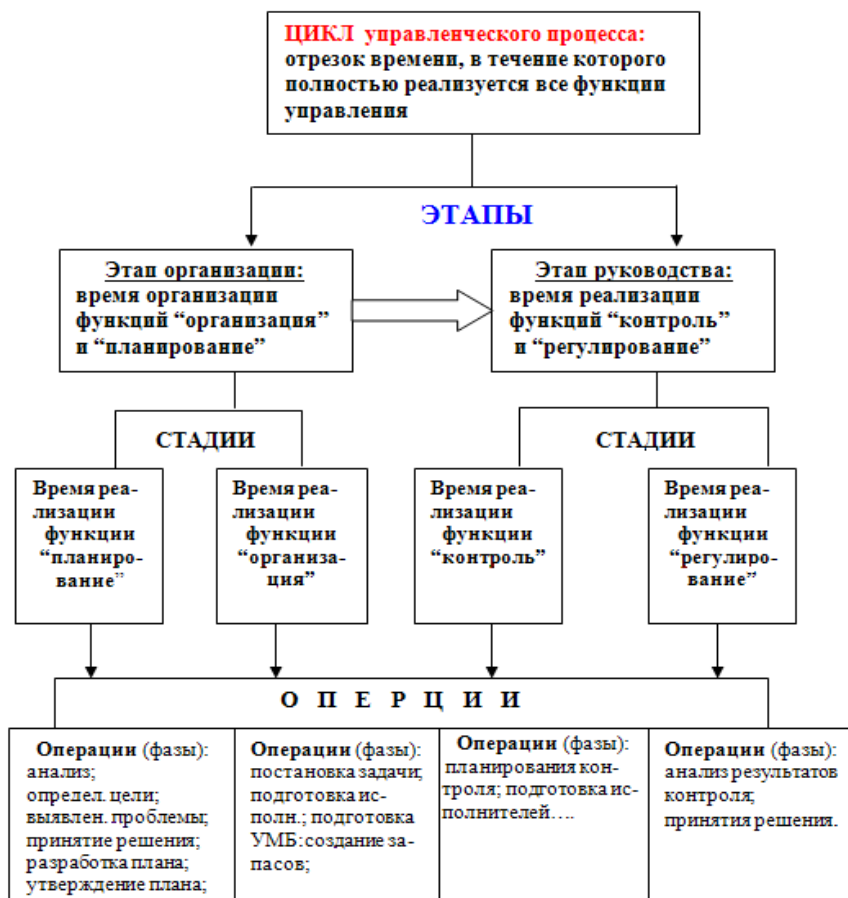 ЦИКЛ управленческого процесса:
отрезок времени, в течение которого
полностью реализуется все функции
управления
ЭТАПЫ
Этап организации:
время организации
функций “организация”
и “планирование”
Этап руководства:
время реализации
функций “контроль”
и “регулирование”
СТАДИИ
СТАДИИ
Время реа-
лизации
функции
“планиро-
вание”
Время реа-
лизации
функции
“организа-
ция”
Время реа-
лизации
функции
“контроль”
Время реа-
лизации
функции
“регулиро-
вание”
О П Е Р Ц И И
Операции (фазы):
анализ;
определ. цели;
выявлен. проблемы;
принятие решения;
разработка плана;
утверждение плана;
Операции (фазы):
постановка задачи;
подготовка ис-
полн.; подготовка
УМБ:создание за-
пасов;
Операции (фазы):
планирования кон-
троля; подготовка ис-
полнителей….
Операции (фазы):
анализ результатов
контроля;
принятия решения.